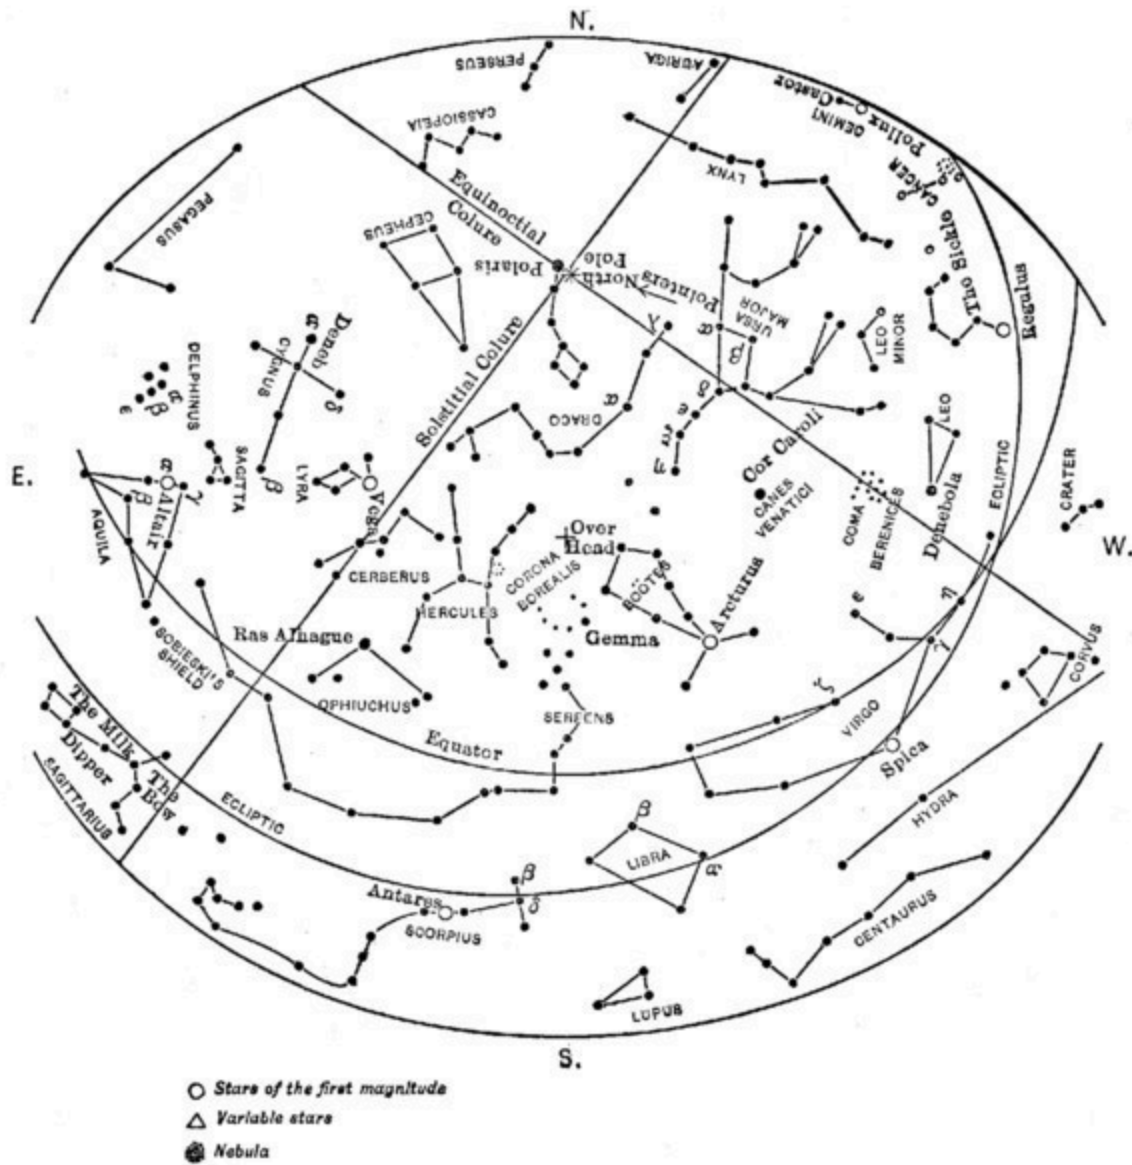 N.
PERSEUS
AURIGA
Castor
GEMINI
Pollux
CASSIOPEIA
LYNX
CANCER
PEGASUS
Equinoctial
Colure
CEPHEUS
The Sickle
Polaris
North
Pole
Pointers
URSA
MAJOR
Regulus
LEO
MINOR
γ
α
β
Deneb
α
CYGNUS
δ
β
DELPHINUS
α
β
ε
Solstitial Colure
DRACO
α
δ
ε
η
Cor Caroli
LEO
ECLIPTIC
CRATER
E.
W.
SAGITTA
LYRA
Vega
α
β
γ
Altair
AQUILA
CANES
VENATICI
COMA
BERENICES
Denebola
Over
Head
CERBERUS
CORONA
BOREALIS
BOOTES
Arcturus
HERCULES
Gemma
ε
η
γ
CORVUS
Ras Alhague
SOBIESKI'S
SHIELD
OPHIUCHUS
SERPENS
ζ
VIRGO
Spica
Equator
The Milk
Dipper
The
Bow
SAGITTARIUS
ECLIPTIC
HYDRA
β
LIBRA
α
β
δ
Antares
SCORPIUS
CENTAURUS
LUPUS
S.
Stars of the first magnitude
Variable stars
Nebula